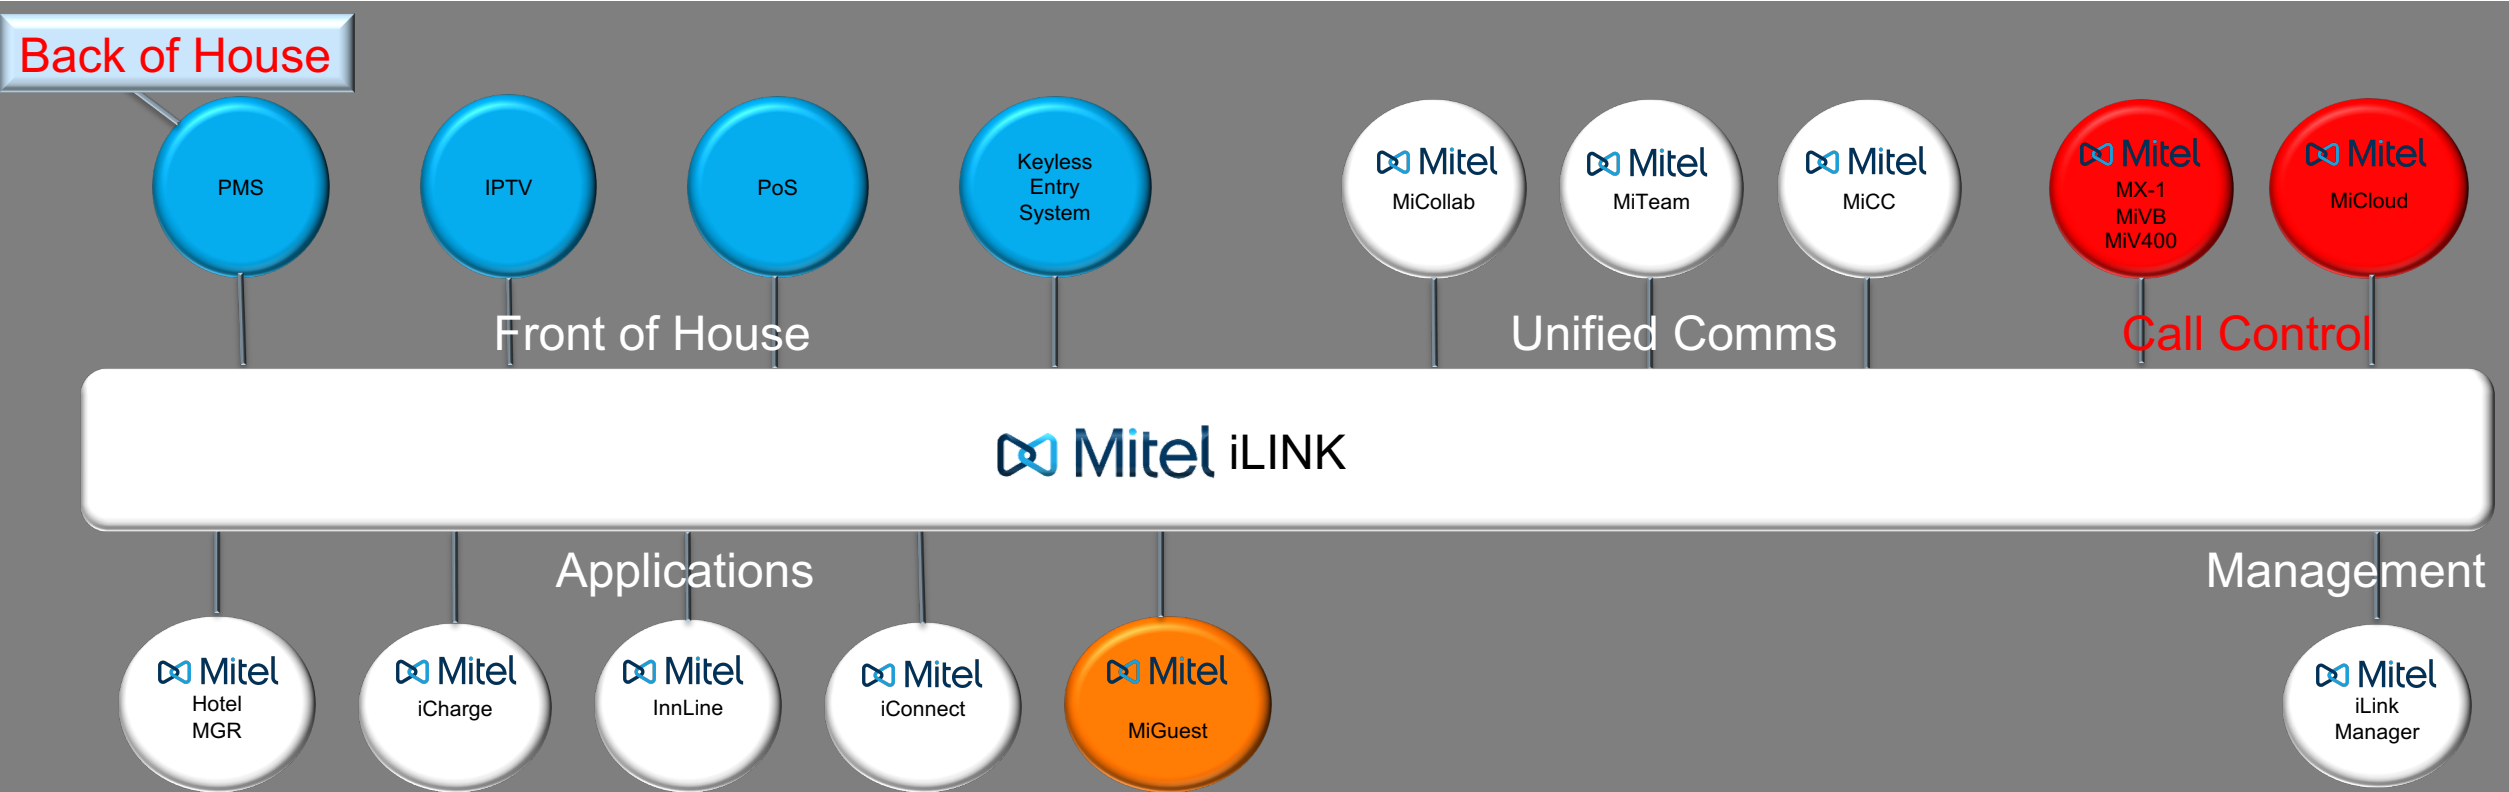 Back of House
PMS
IPTV
PoS
Keyless
Entry
System
Mitel
MiCollab
Mitel
MiTeam
Mitel
MiCC
Mitel
MX-1
MiVB
MiV400
Mitel
MiCloud
Front of House
Unified Comms
Call Control
Mitel iLINK
Applications
Management
Mitel
Hotel
MGR
Mitel
iCharge
Mitel
InnLine
Mitel
iConnect
Mitel
MiGuest
Mitel
iLink
Manager